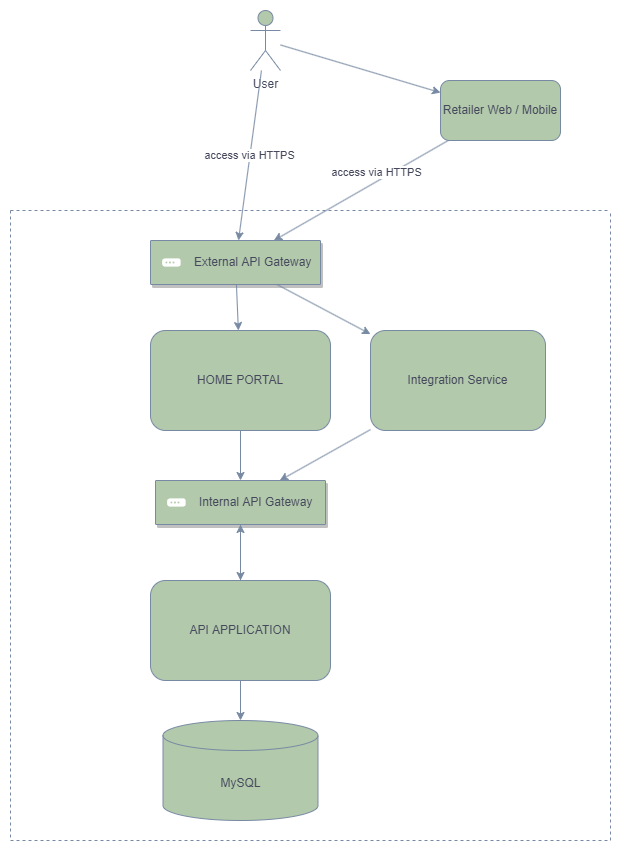 User
Retailer Web / Mobile
access via HTTPS
access via HTTPS
External API Gateway
HOME PORTAL
Integration Service
Internal API Gateway
API APPLICATION
MySQL